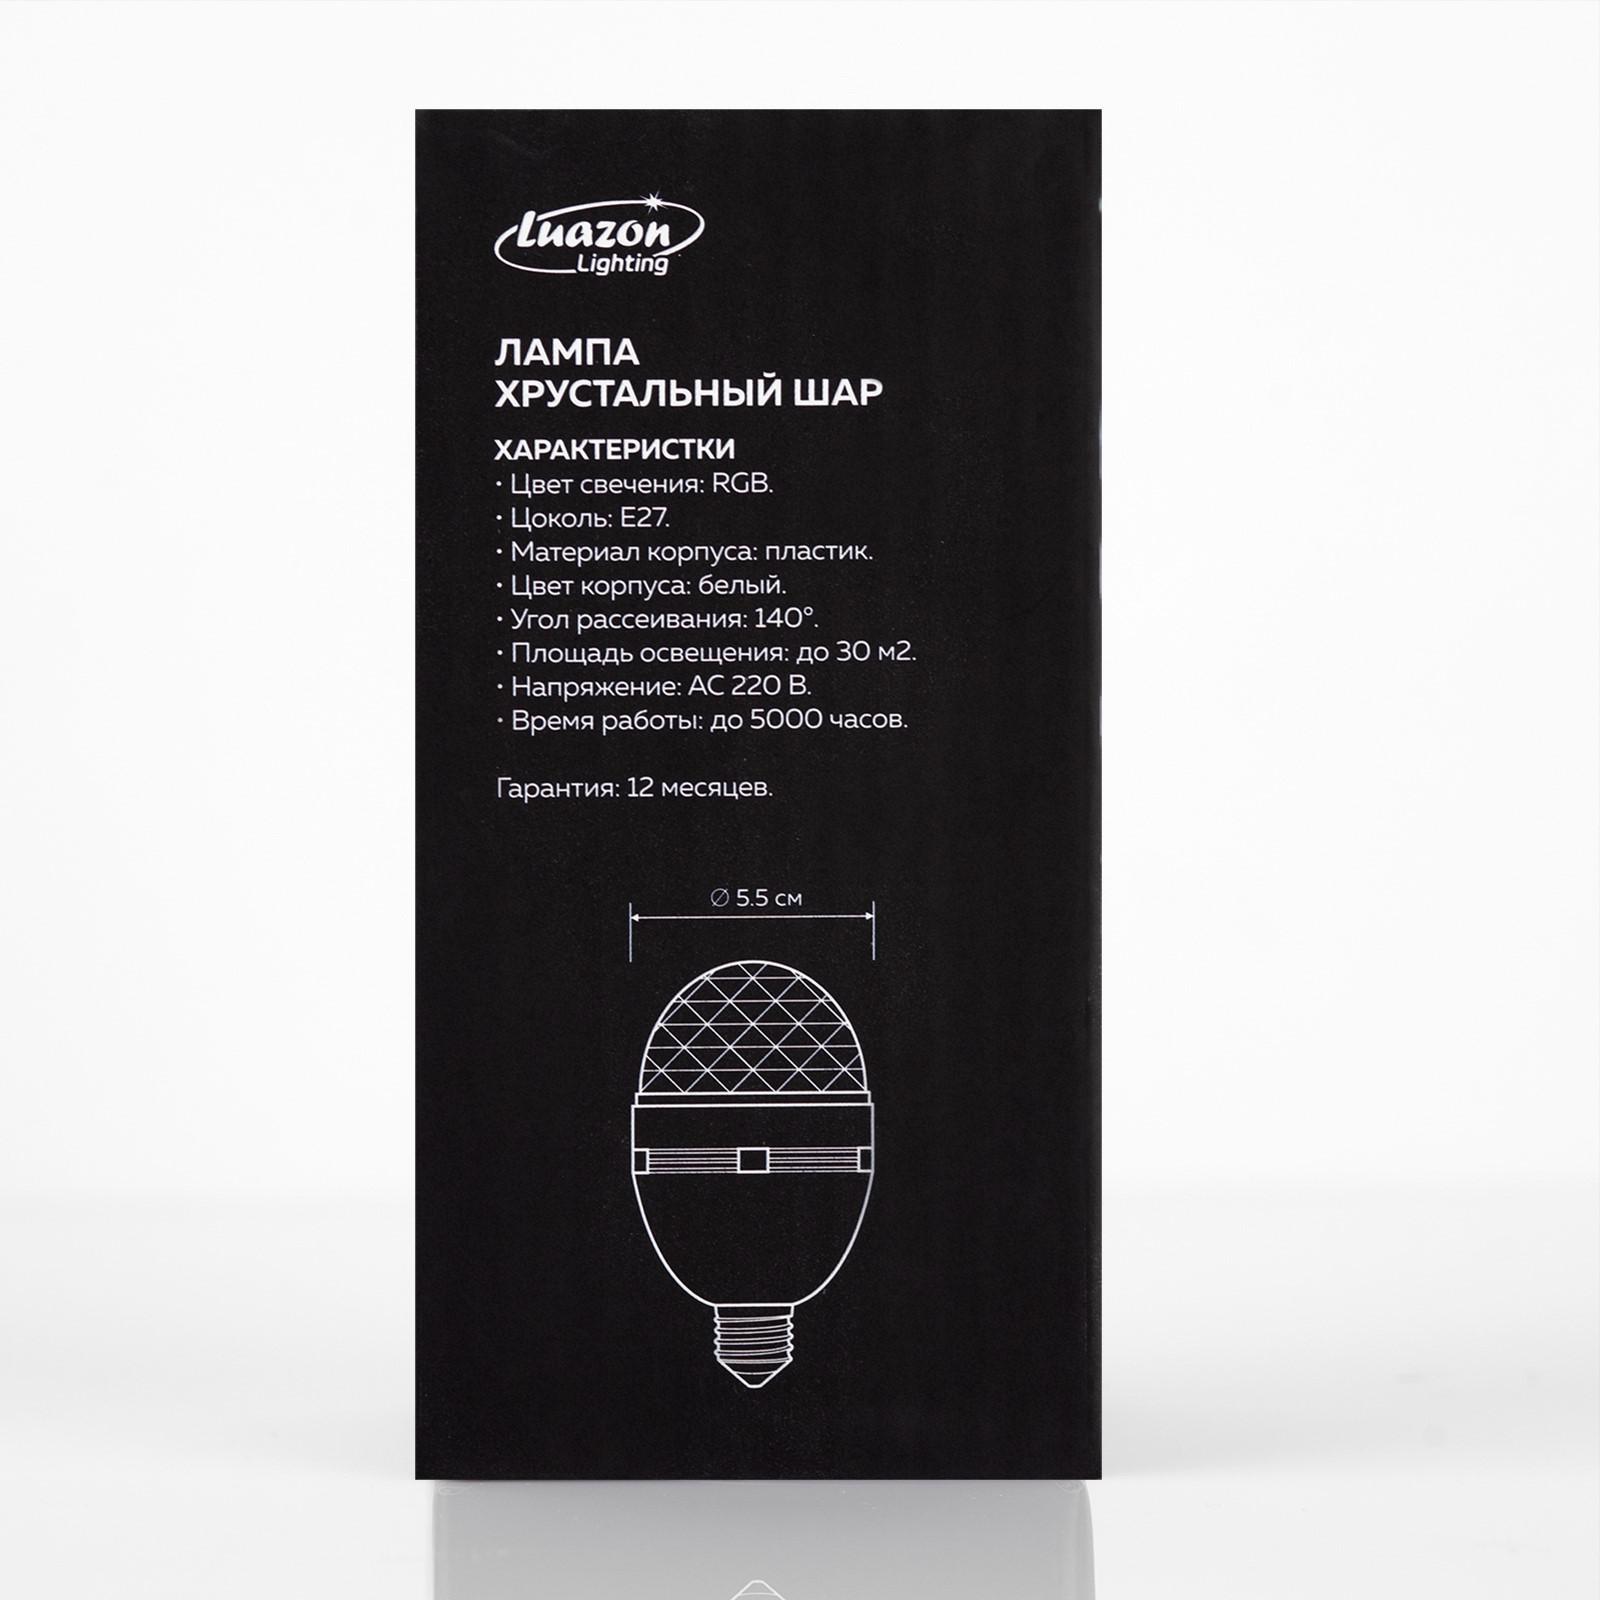 Luazon
Lighting
ЛАМПА
ХРУСТАЛЬНЫЙ ШАР
ХАРАКТЕРИСТКИ
• Цвет свечения: RGB.
• Цоколь: E27.
• Материал корпуса: пластик.
• Цвет корпуса: белый.
• Угол рассеивания: 140°.
• Площадь освещения: до 30 м2.
• Напряжение: АС 220 В.
• Время работы: до 5000 часов.
Гарантия: 12 месяцев.
∅ 5.5 см